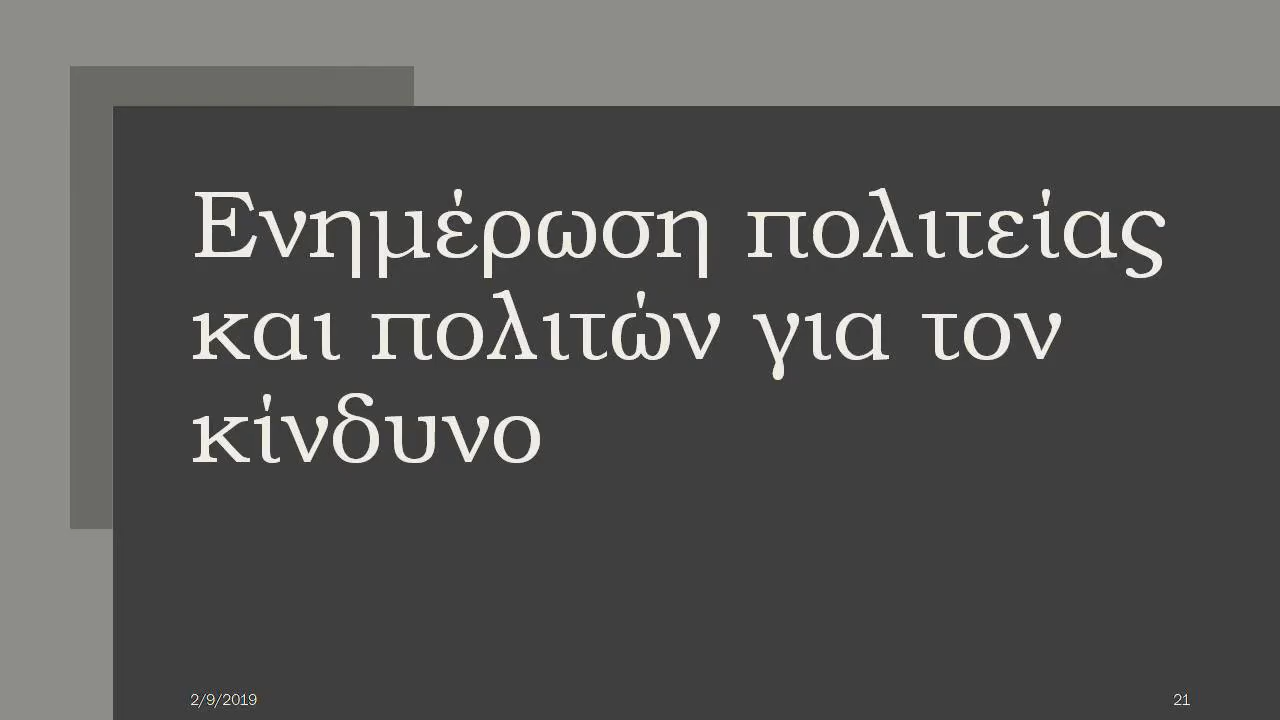 Ενημέρωση πολιτείας
και πολιτών για τον
κίνδυνο
2/9/2019
21